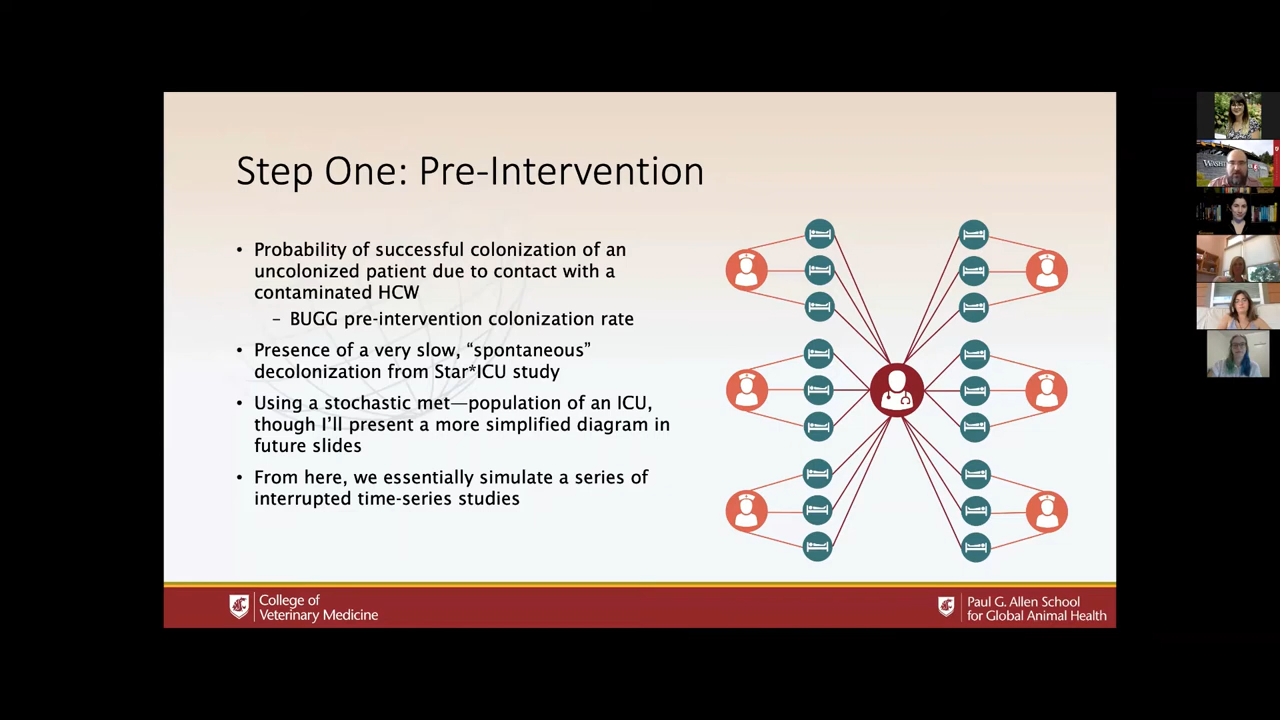 Step One: Pre-Intervention
• Probability of successful colonization of an
uncolonized patient due to contact with a
contaminated HCW
– BUGG pre-intervention colonization rate
• Presence of a very slow, “spontaneous”
decolonization from Star*ICU study
• Using a stochastic met—population of an ICU,
though I’ll present a more simplified diagram in
future slides
• From here, we essentially simulate a series of
interrupted time-series studies
College of
Veterinary Medicine
Paul G. Allen School
for Global Animal Health